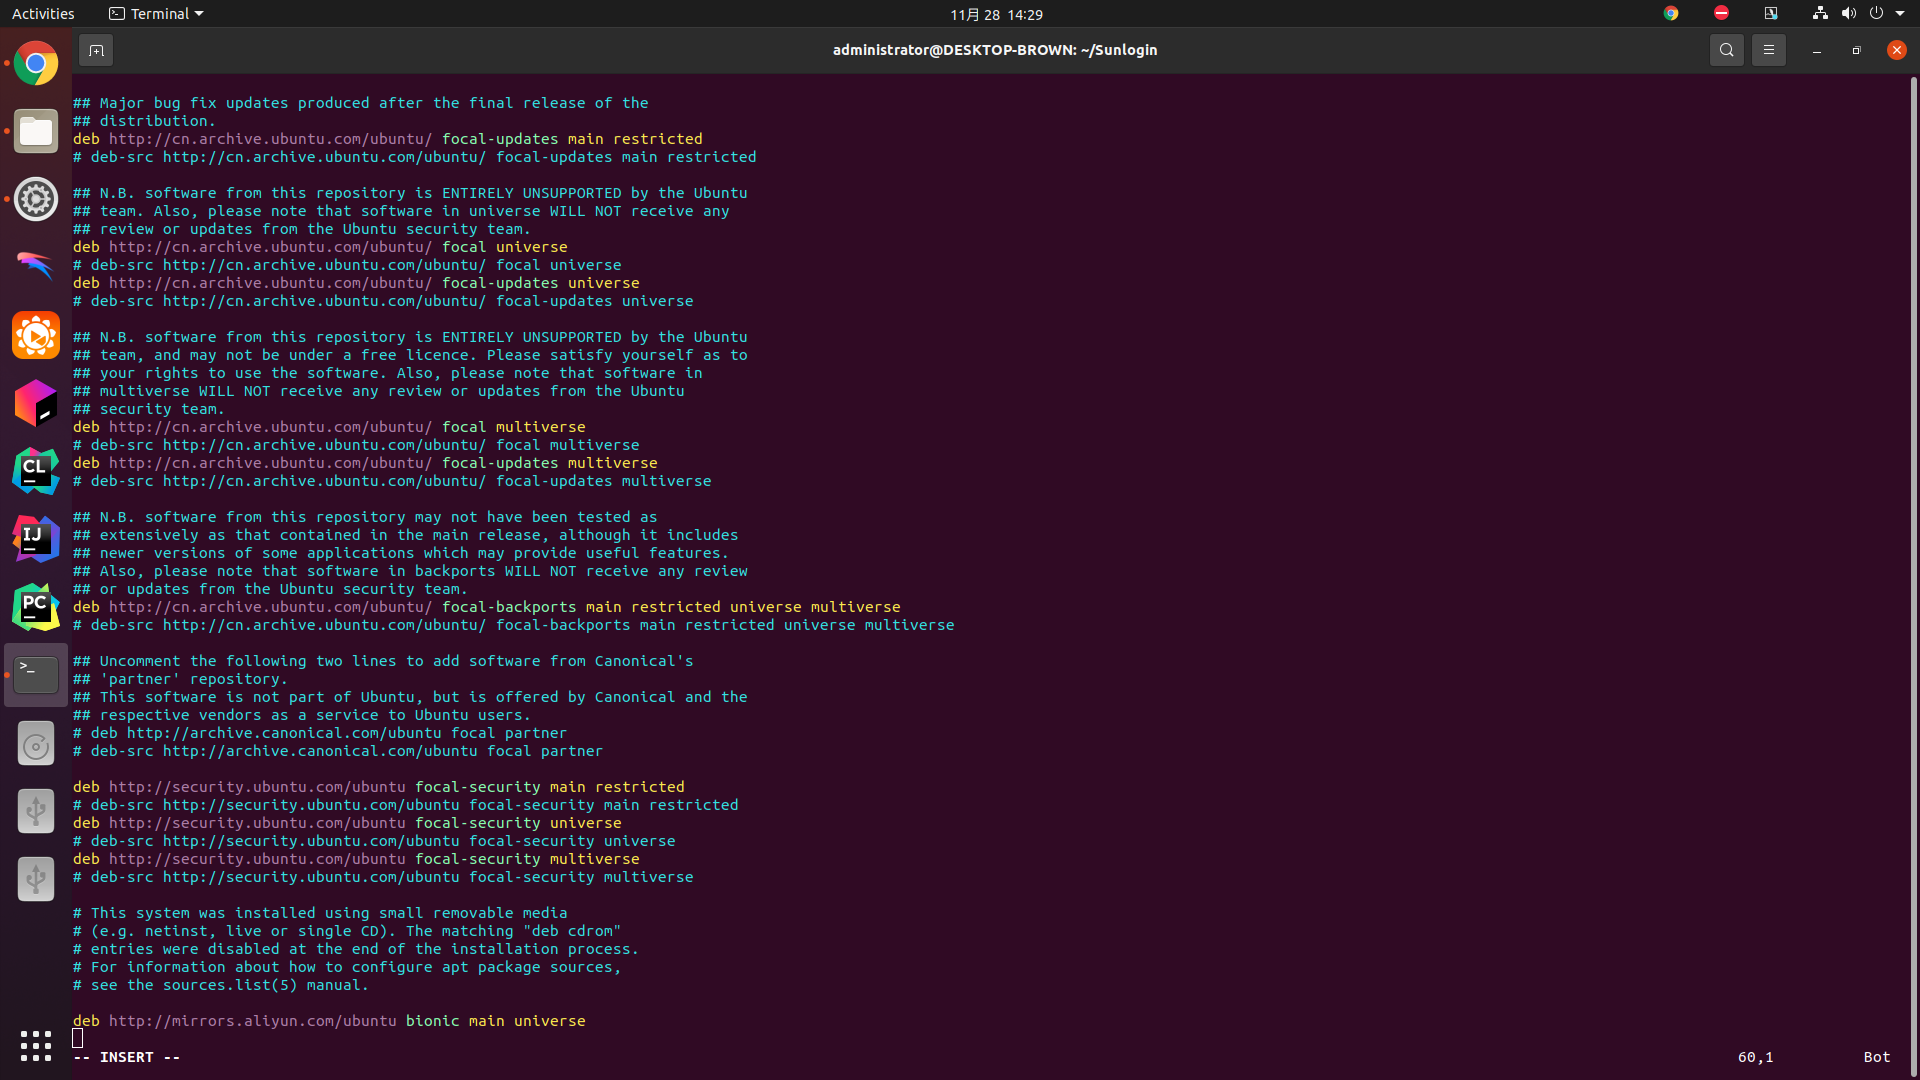 Activities
Terminal
11月 28 14:29
administrator@DESKTOP-BROWN: ~/Sunlogin
## Major bug fix updates produced after the final release of the
## distribution.
deb http://cn.archive.ubuntu.com/ubuntu/ focal-updates main restricted
# deb-src http://cn.archive.ubuntu.com/ubuntu/ focal-updates main restricted
## N.B. software from this repository is ENTIRELY UNSUPPORTED by the Ubuntu
## team. Also, please note that software in universe WILL NOT receive any
## review or updates from the Ubuntu security team.
deb http://cn.archive.ubuntu.com/ubuntu/ focal universe
# deb-src http://cn.archive.ubuntu.com/ubuntu/ focal universe
deb http://cn.archive.ubuntu.com/ubuntu/ focal-updates universe
# deb-src http://cn.archive.ubuntu.com/ubuntu/ focal-updates universe
## N.B. software from this repository is ENTIRELY UNSUPPORTED by the Ubuntu
## team, and may not be under a free licence. Please satisfy yourself as to
## your rights to use the software. Also, please note that software in
## multiverse WILL NOT receive any review or updates from the Ubuntu
## security team.
deb http://cn.archive.ubuntu.com/ubuntu/ focal multiverse
# deb-src http://cn.archive.ubuntu.com/ubuntu/ focal multiverse
deb http://cn.archive.ubuntu.com/ubuntu/ focal-updates multiverse
# deb-src http://cn.archive.ubuntu.com/ubuntu/ focal-updates multiverse
## N.B. software from this repository may not have been tested as
## extensively as that contained in the main release, although it includes
## newer versions of some applications which may provide useful features.
## Also, please note that software in backports WILL NOT receive any review
## or updates from the Ubuntu security team.
deb http://cn.archive.ubuntu.com/ubuntu/ focal-backports main restricted universe multiverse
# deb-src http://cn.archive.ubuntu.com/ubuntu/ focal-backports main restricted universe multiverse
## Uncomment the following two lines to add software from Canonical's
## 'partner' repository.
## This software is not part of Ubuntu, but is offered by Canonical and the
## respective vendors as a service to Ubuntu users.
# deb http://archive.canonical.com/ubuntu focal partner
# deb-src http://archive.canonical.com/ubuntu focal partner
deb http://security.ubuntu.com/ubuntu focal-security main restricted
# deb-src http://security.ubuntu.com/ubuntu focal-security main restricted
deb http://security.ubuntu.com/ubuntu focal-security universe
# deb-src http://security.ubuntu.com/ubuntu focal-security universe
deb http://security.ubuntu.com/ubuntu focal-security multiverse
# deb-src http://security.ubuntu.com/ubuntu focal-security multiverse
# This system was installed using small removable media
# (e.g. netinst, live or single CD). The matching "deb cdrom"
# entries were disabled at the end of the installation process.
# For information about how to configure apt package sources,
# see the sources.list(5) manual.
deb http://mirrors.aliyun.com/ubuntu bionic main universe
-- INSERT -- 60,1 Bot
CL
IJ
PC
>_